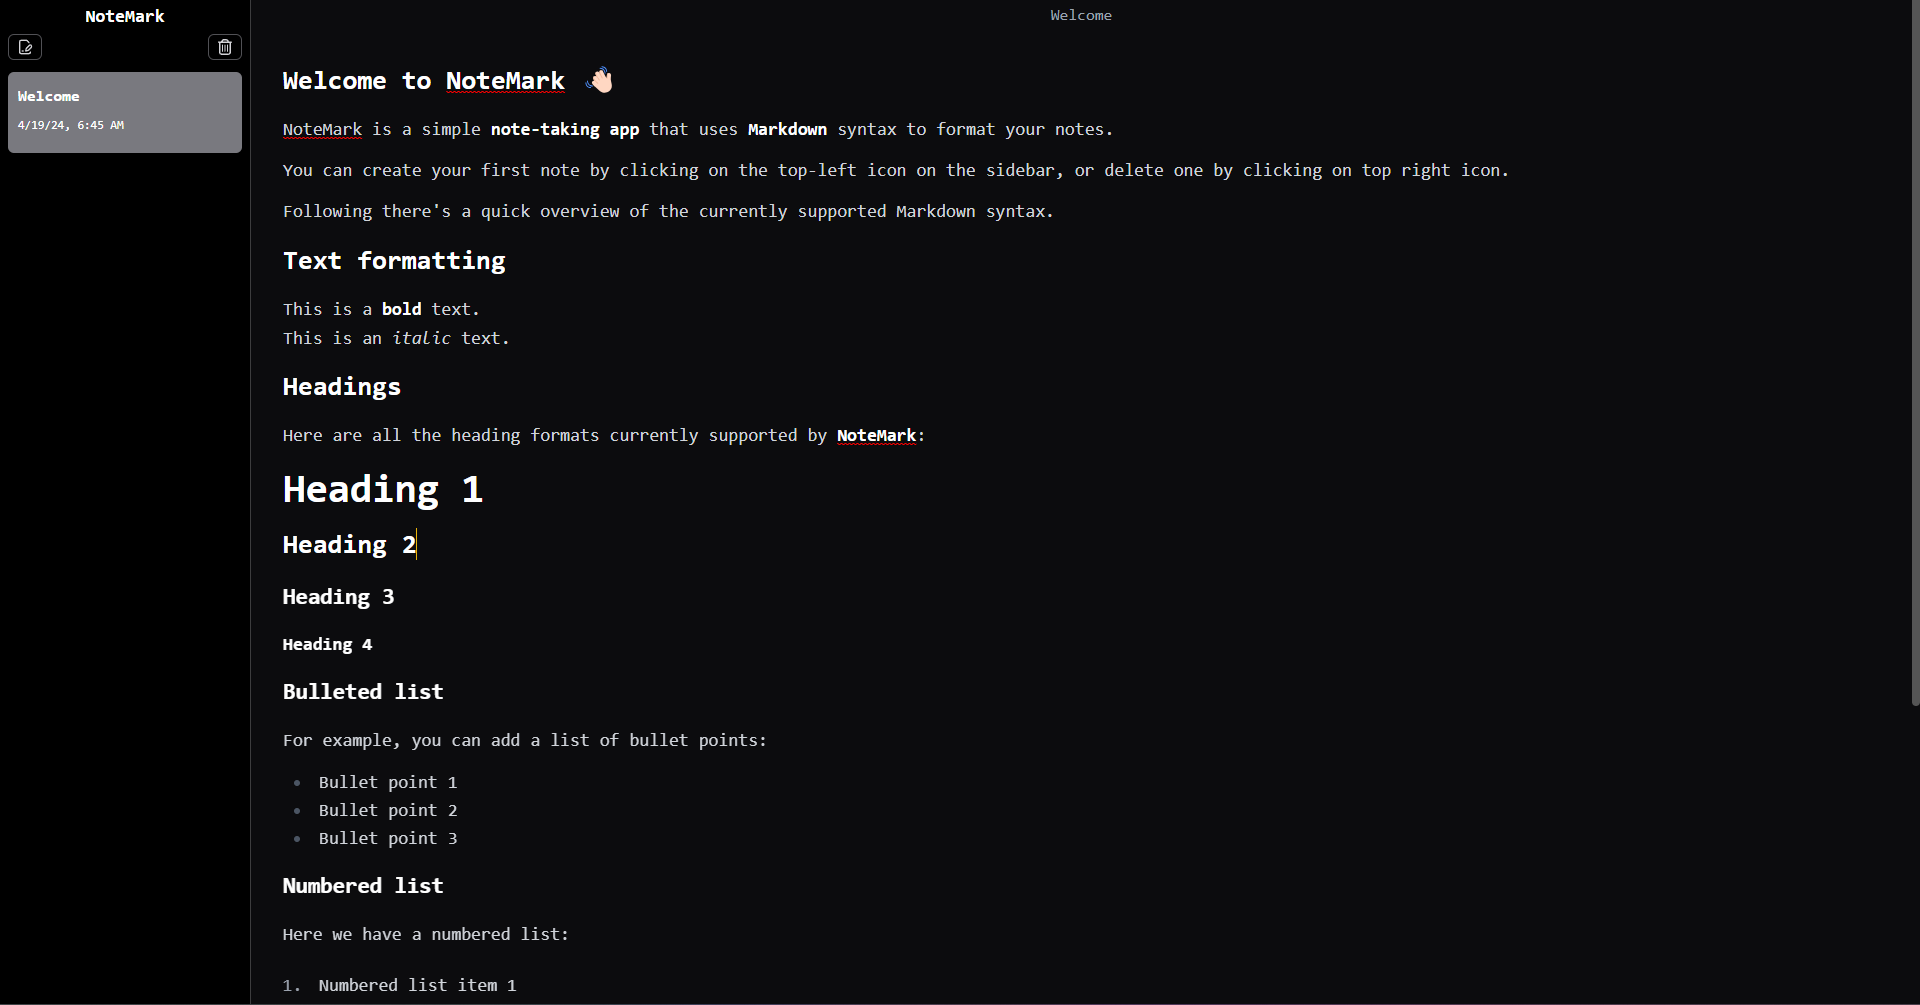 NoteMark
Welcome
4/19/24, 6:45 AM
Welcome
Welcome to NoteMark 👋🏻
NoteMark is a simple note-taking app that uses Markdown syntax to format your notes.
You can create your first note by clicking on the top-left icon on the sidebar, or delete one by clicking on top right icon.
Following there's a quick overview of the currently supported Markdown syntax.
Text formatting
This is a bold text.
This is an italic text.
Headings
Here are all the heading formats currently supported by NoteMark:
Heading 1
Heading 2
Heading 3
Heading 4
Bulleted list
For example, you can add a list of bullet points:
• Bullet point 1
• Bullet point 2
• Bullet point 3
Numbered list
Here we have a numbered list:
1. Numbered list item 1